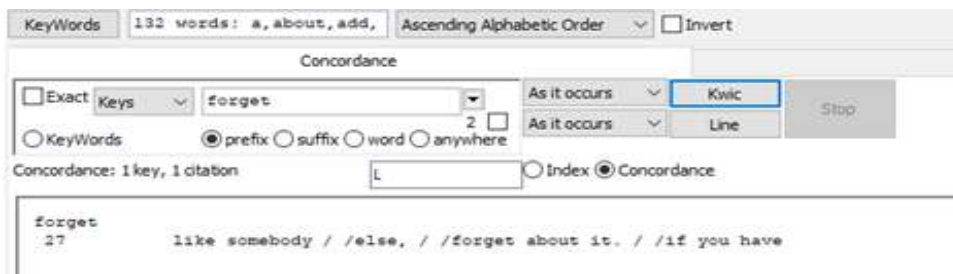 KeyWords 132 words: a,about,add, Ascending Alphabetic Order Invert
Concordance
Exact Keys forget As it occurs Kwic Stop
2
KeyWords prefix suffix word anywhere As it occurs Line
Concordance: 1 key, 1 citation L Index Concordance
forget
27 like somebody / /else, / /forget about it. / /if you have